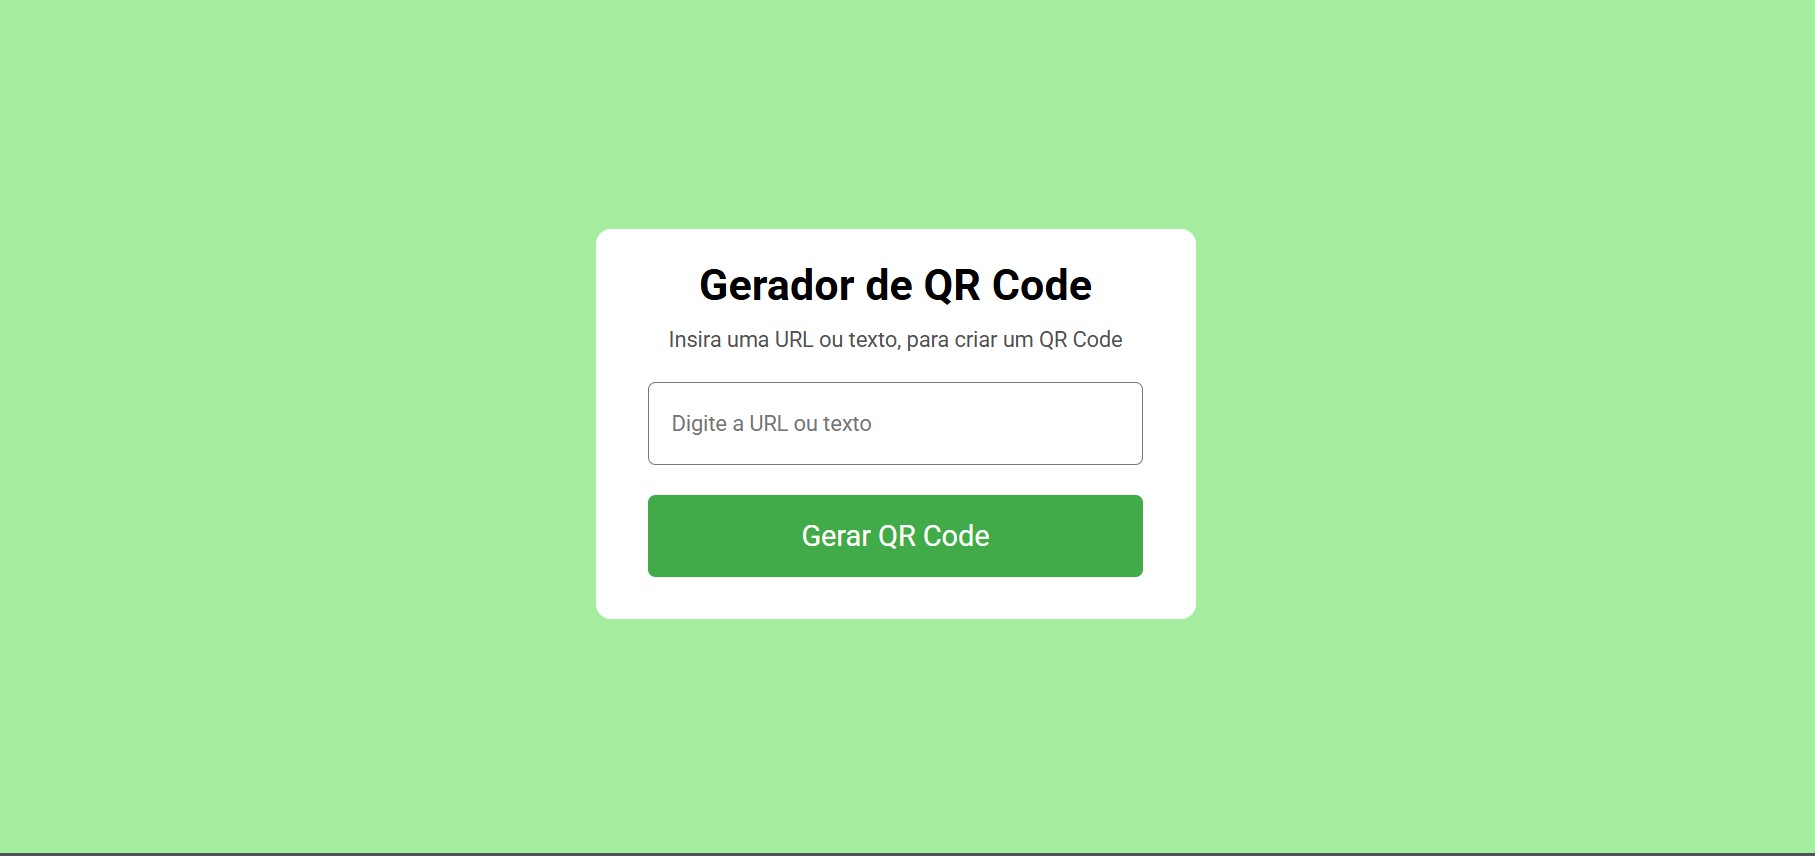 Gerador de QR Code
Insira uma URL ou texto, para criar um QR Code
Digite a URL ou texto
Gerar QR Code